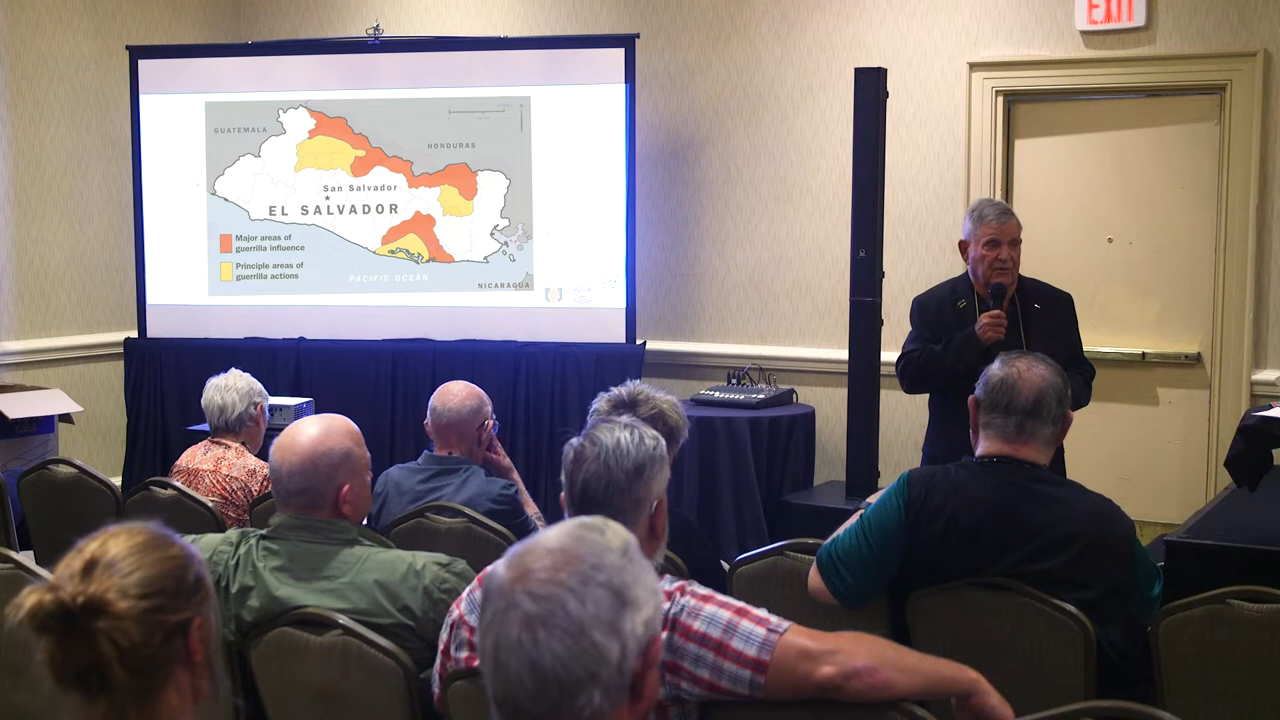 EXIT
GUATEMALA
HONDURAS
San Salvador
EL SALVADOR
Major areas of
guerrilla influence
Principle areas of
guerrilla actions
PACIFIC OCEAN
NICARAGUA